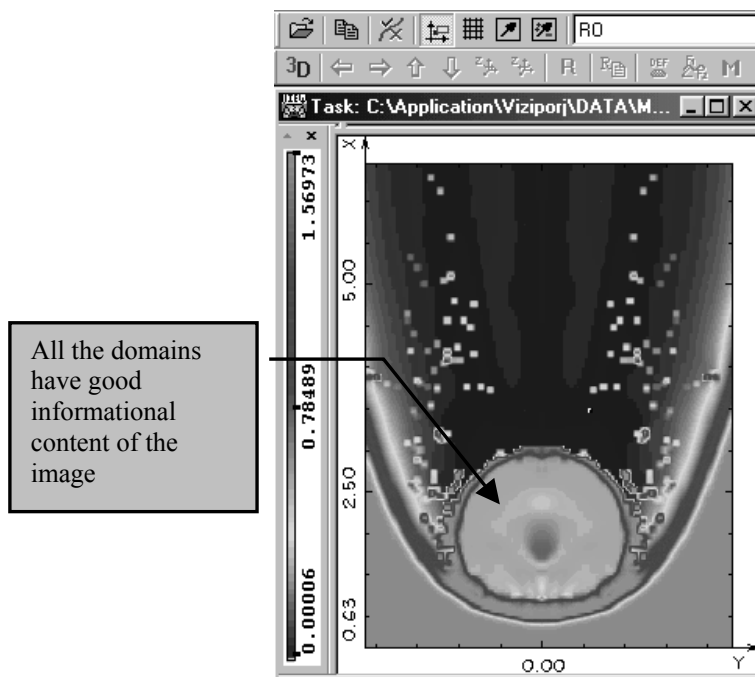 RO
3D
R
DEF
M
Task: C:\Application\Viziporj\DATA\M...
X
1.56973
0.78489
0.00006
5.00
2.50
0.63
0.00
Y
All the domains
have good
informational
content of the
image